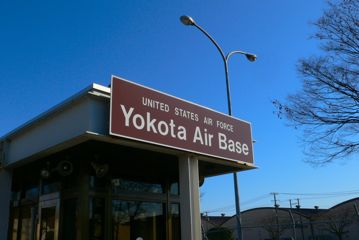 UNITED STATES AIR FORCE
Yokota Air Base